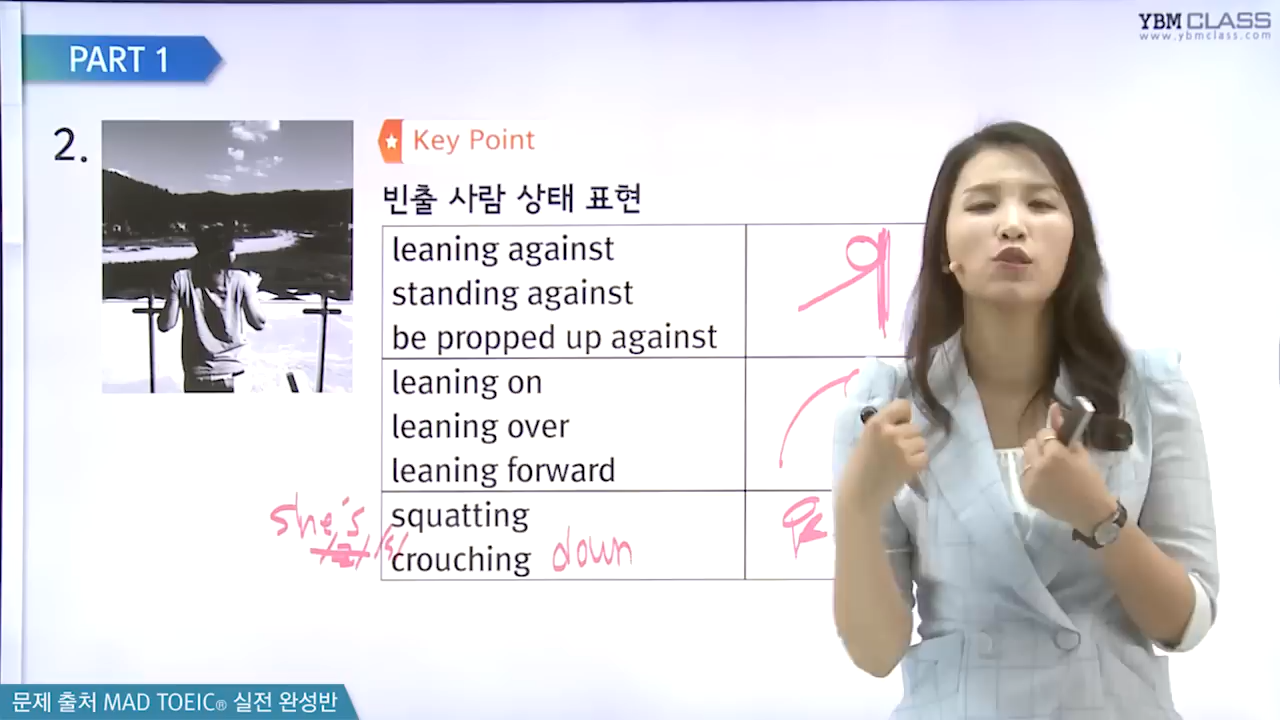 YBM CLASS
www.ybmclass.com
PART 1
2.
Key Point
빈출 사람 상태 표현
leaning against
standing against
be propped up against
leaning on
leaning over
leaning forward
she's squatting
crouching down
문제 출처 MAD TOEIC® 실전 완성반